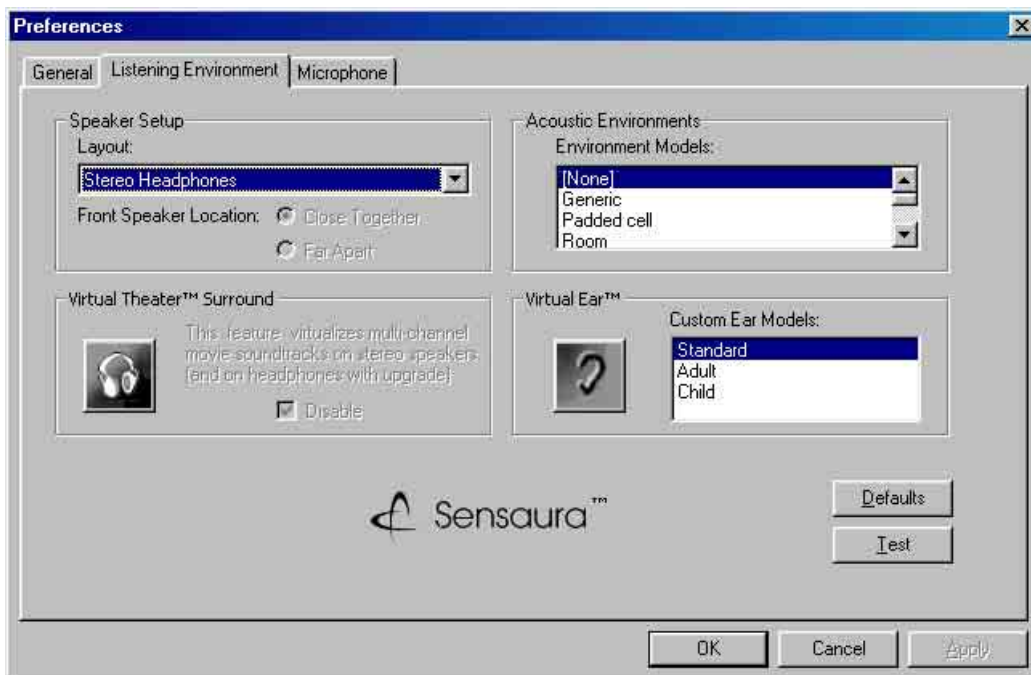 Preferences
General
Listening Environment
Microphone
Speaker Setup
Layout:
Stereo Headphones
Front Speaker Location:
Close Together
Far Apart
Acoustic Environments
Environment Models:
[None]
Generic
Padded cell
Room
Virtual Theater™ Surround
This feature virtualizes multi-channel
movie soundtracks on stereo speakers
(and on headphones with upgrade)
Disable
Virtual Ear™
Custom Ear Models:
Standard
Adult
Child
Sensaura™
Defaults
Test
OK
Cancel
Apply